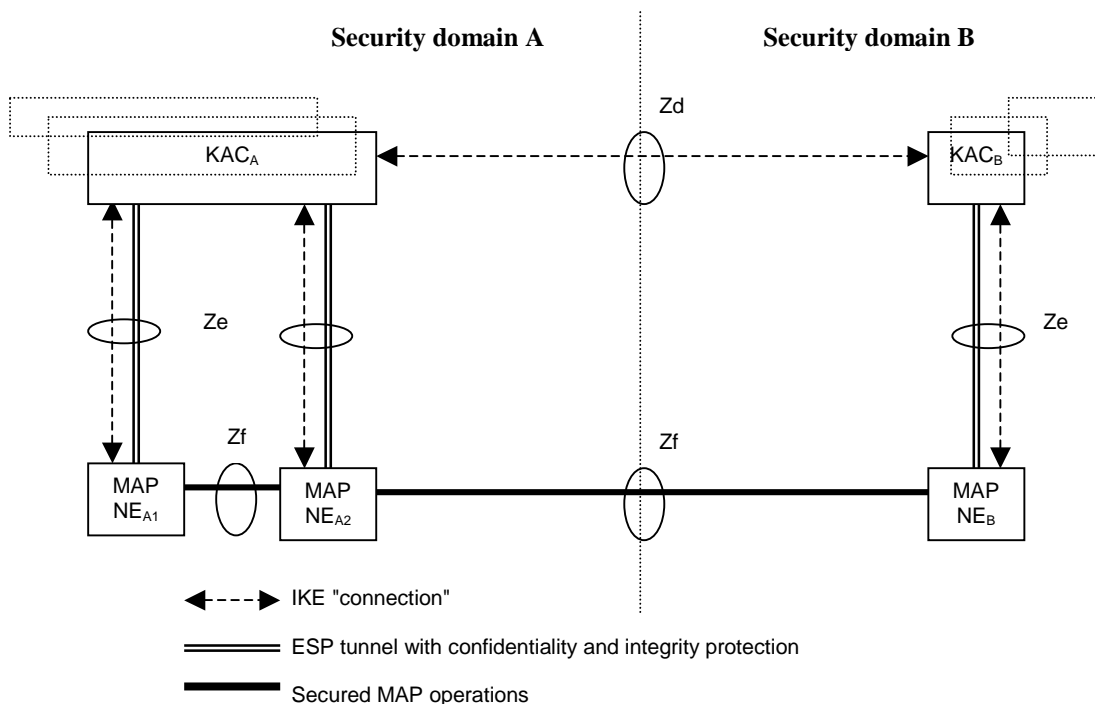 Security domain A
Security domain B
Zd
KACA
KACB
Ze
Ze
Zf
Zf
MAP
NEA1
MAP
NEA2
MAP
NEB
IKE "connection"
ESP tunnel with confidentiality and integrity protection
Secured MAP operations